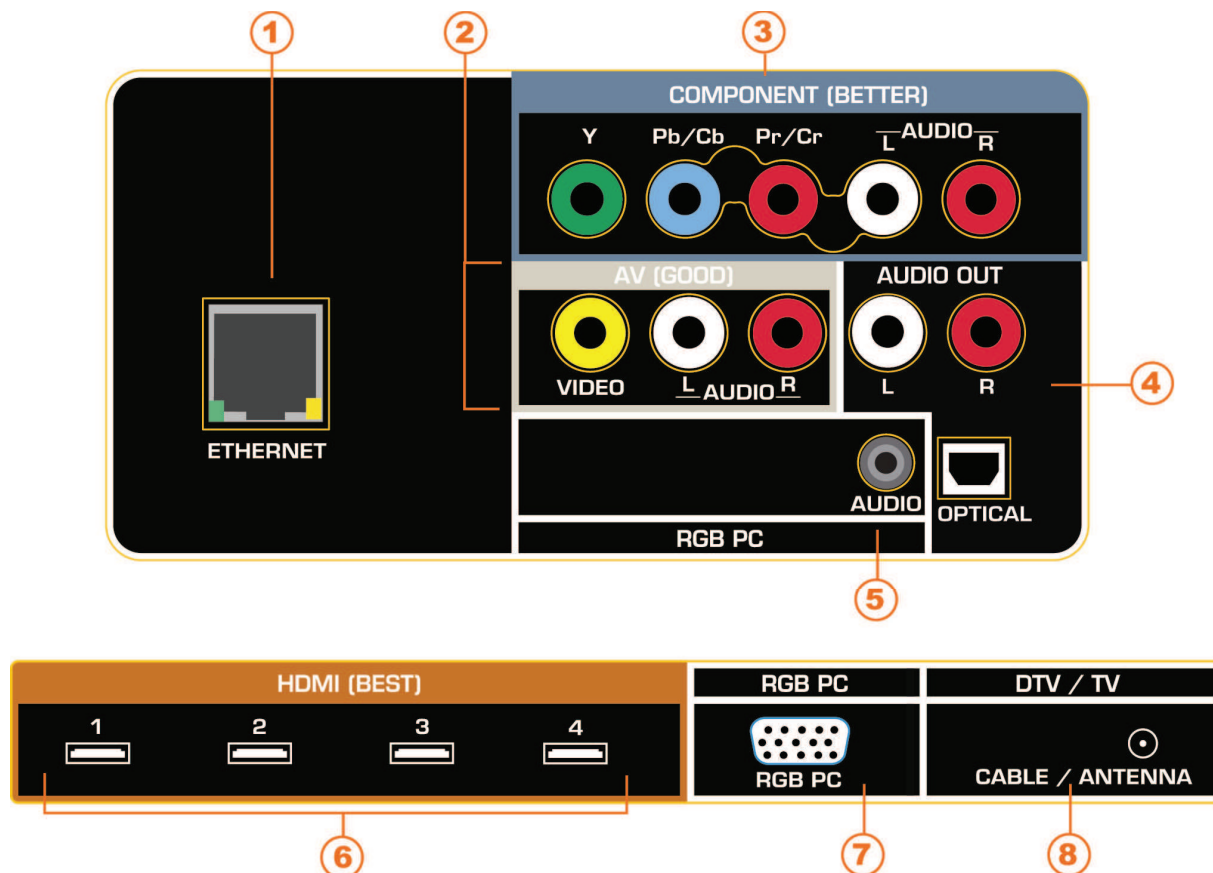 1
2
3
COMPONENT (BETTER)
Y Pb/Cb Pr/Cr AUDIO
L R
AV (GOOD) AUDIO OUT
VIDEO L AUDIO R L R
4
ETHERNET
AUDIO
OPTICAL
RGB PC
5
HDMI (BEST) RGB PC DTV / TV
1 2 3 4
RGB PC
CABLE / ANTENNA
6 7 8